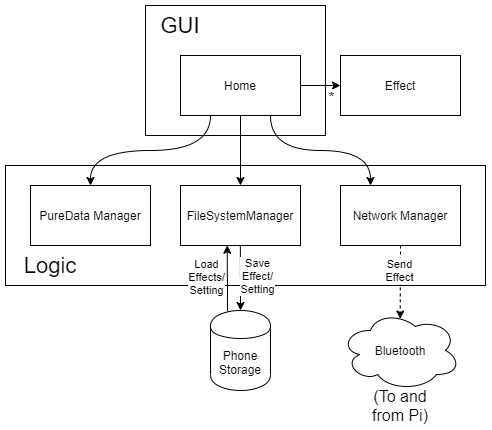 GUI
Home
*
Effect
PureData Manager
FileSystemManager
Network Manager
Logic
Load
Effects/
Setting
Save
Effect/
Setting
Send
Effect
Phone
Storage
Bluetooth
(To and
from Pi)